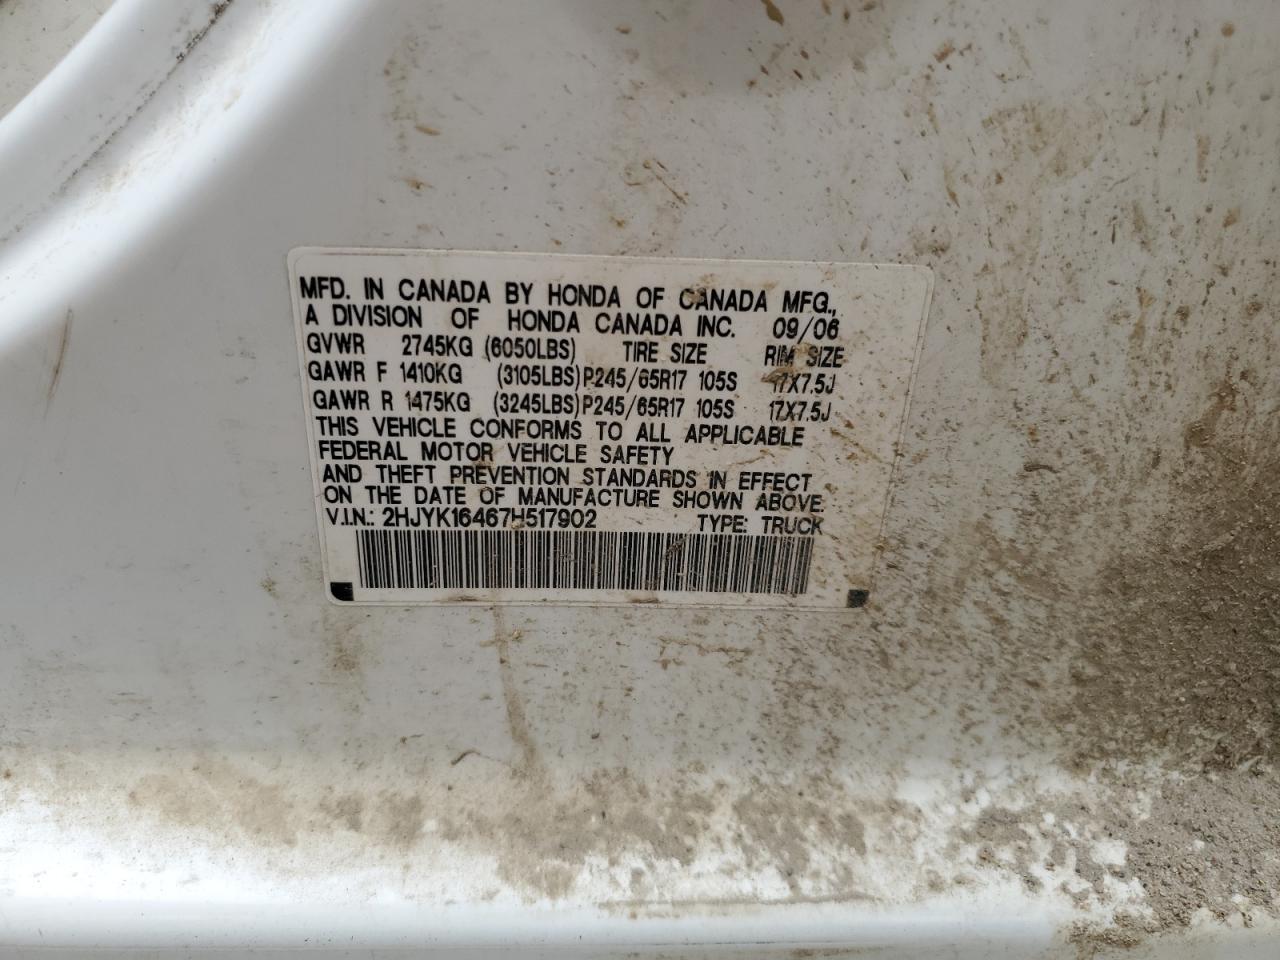 MFD. IN CANADA BY HONDA OF CANADA MFG.,
A DIVISION OF HONDA CANADA INC. 09/06
GVWR 2745KG (6050LBS) TIRE SIZE RIM SIZE
GAWR F 1410KG (3105LBS) P245/65R17 105S 17X7.5J
GAWR R 1475KG (3245LBS) P245/65R17 105S 17X7.5J
THIS VEHICLE CONFORMS TO ALL APPLICABLE
FEDERAL MOTOR VEHICLE SAFETY
AND THEFT PREVENTION STANDARDS IN EFFECT
ON THE DATE OF MANUFACTURE SHOWN ABOVE.
V.I.N.: 2HJYK16467H517902 TYPE: TRUCK